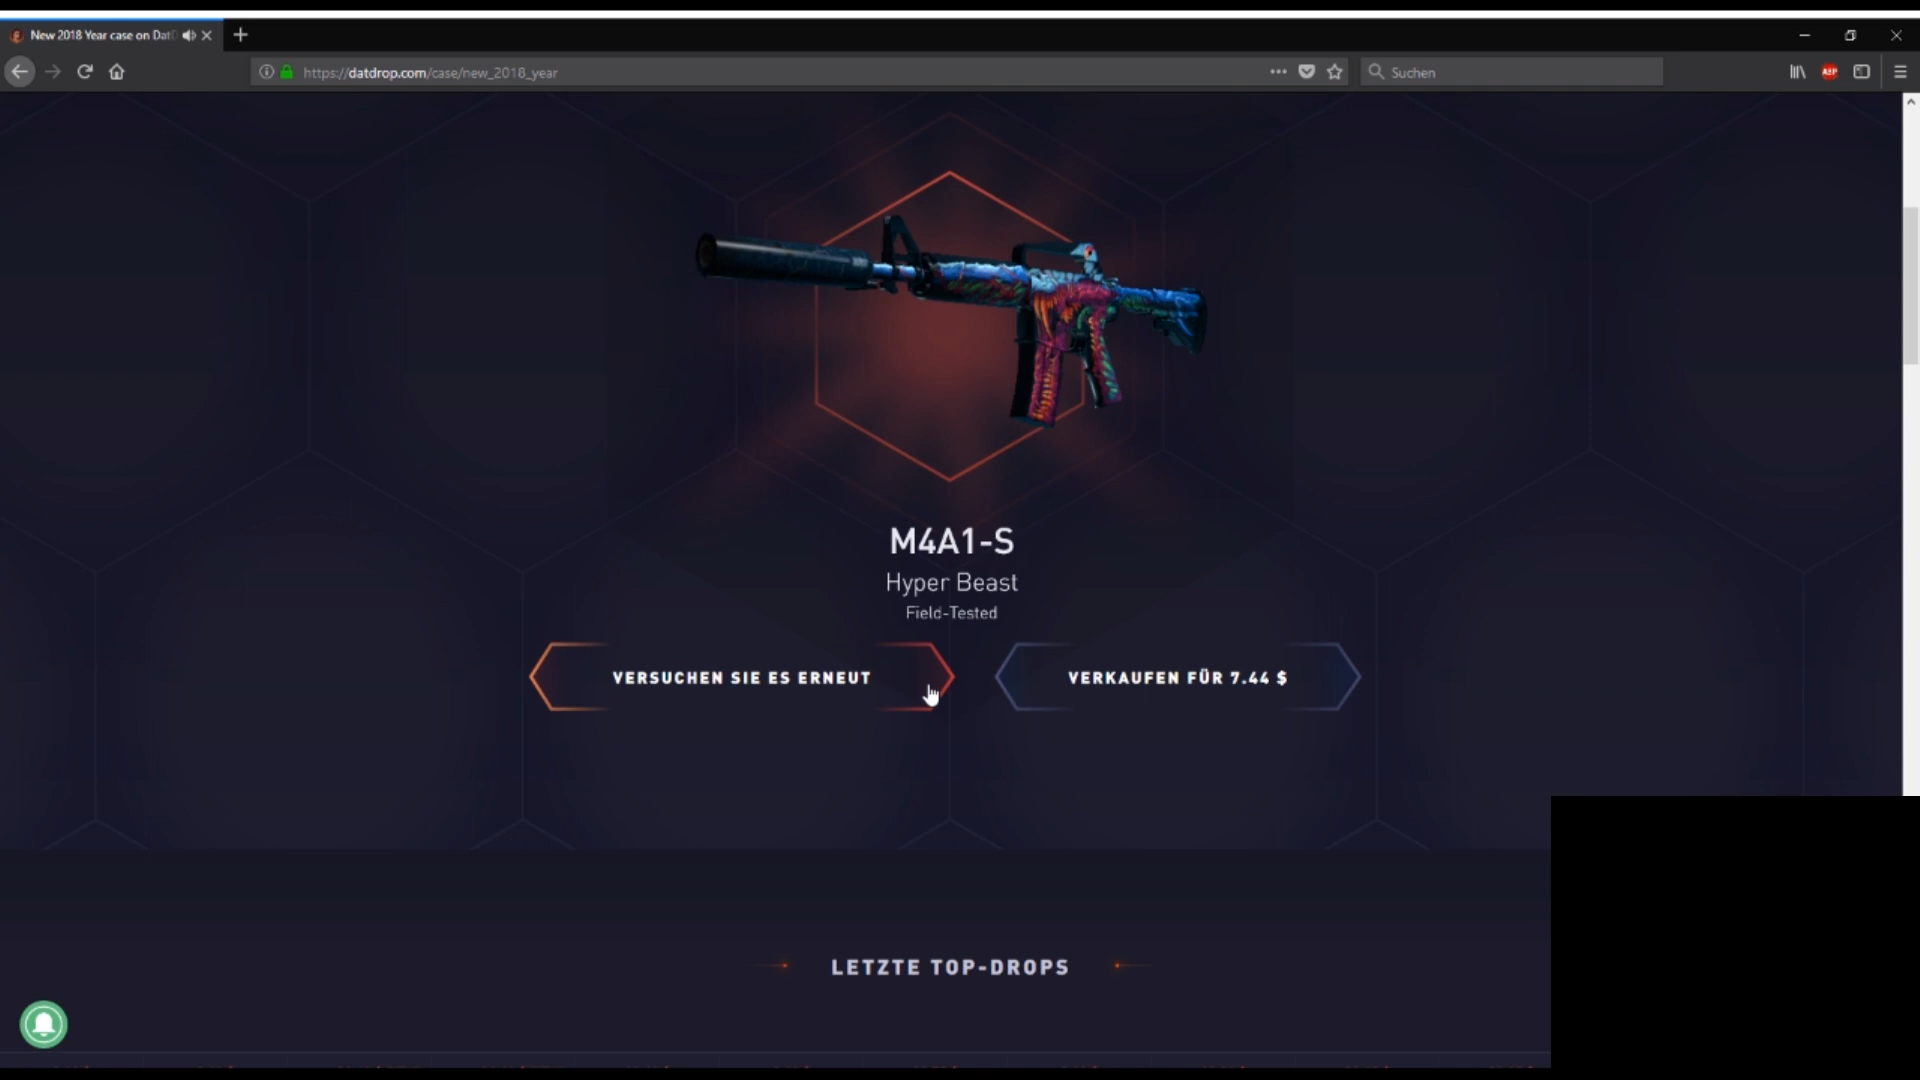 New 2018 Year case on Dat
https://datdrop.com/case/new_2018_year
Suchen
ABP
M4A1-S
Hyper Beast
Field-Tested
VERSUCHEN SIE ES ERNEUT
VERKAUFEN FÜR 7.44 $
LETZTE TOP-DROPS